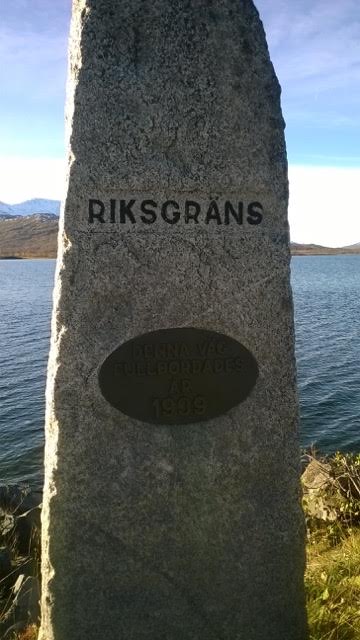 RIKSGRÄNS
DENNA VÄG
FULLBORDADES
ÅR
1939